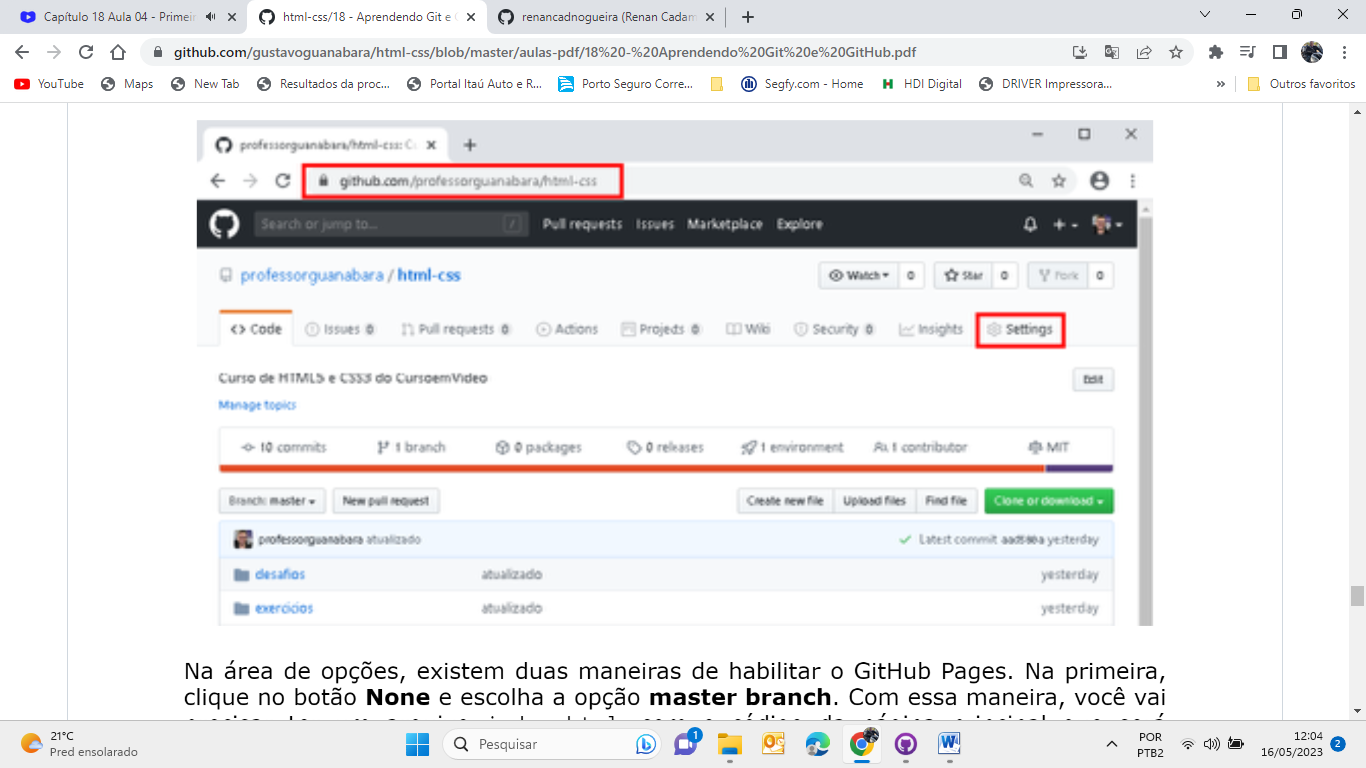 Capítulo 18 Aula 04 - Primeir
html-css/18 - Aprendendo Git e G
renancadnogueira (Renan Cadam
github.com/gustavoguanabara/html-css/blob/master/aulas-pdf/18%20-%20Aprendendo%20Git%20e%20GitHub.pdf
YouTube Maps New Tab Resultados da proc... Portal Itaú Auto e R... Porto Seguro Corre... Segfy.com - Home HDI Digital DRIVER Impressora... » Outros favoritos
professorguanabara/html-css: C
github.com/professorguanabara/html-css
Search or jump to... / Pull requests Issues Marketplace Explore
professorguanabara / html-css Watch 0 Star 0 Fork 0
Code Issues 0 Pull requests 0 Actions Projects 0 Wiki Security 0 Insights Settings
Curso de HTML5 e CSS3 do CursoemVideo Edit
Manage topics
10 commits 1 branch 0 packages 0 releases 1 environment 1 contributor MIT
Branch: master New pull request Create new file Upload files Find file Clone or download
professorguanabara atualizado Latest commit yesterday
desafios atualizado yesterday
exercicios atualizado yesterday
Na área de opções, existem duas maneiras de habilitar o GitHub Pages. Na primeira,
clique no botão None e escolha a opção master branch. Com essa maneira, você vai
21°C
Pred ensolarado
Pesquisar
1
POR
PTB2
12:04
16/05/2023
2